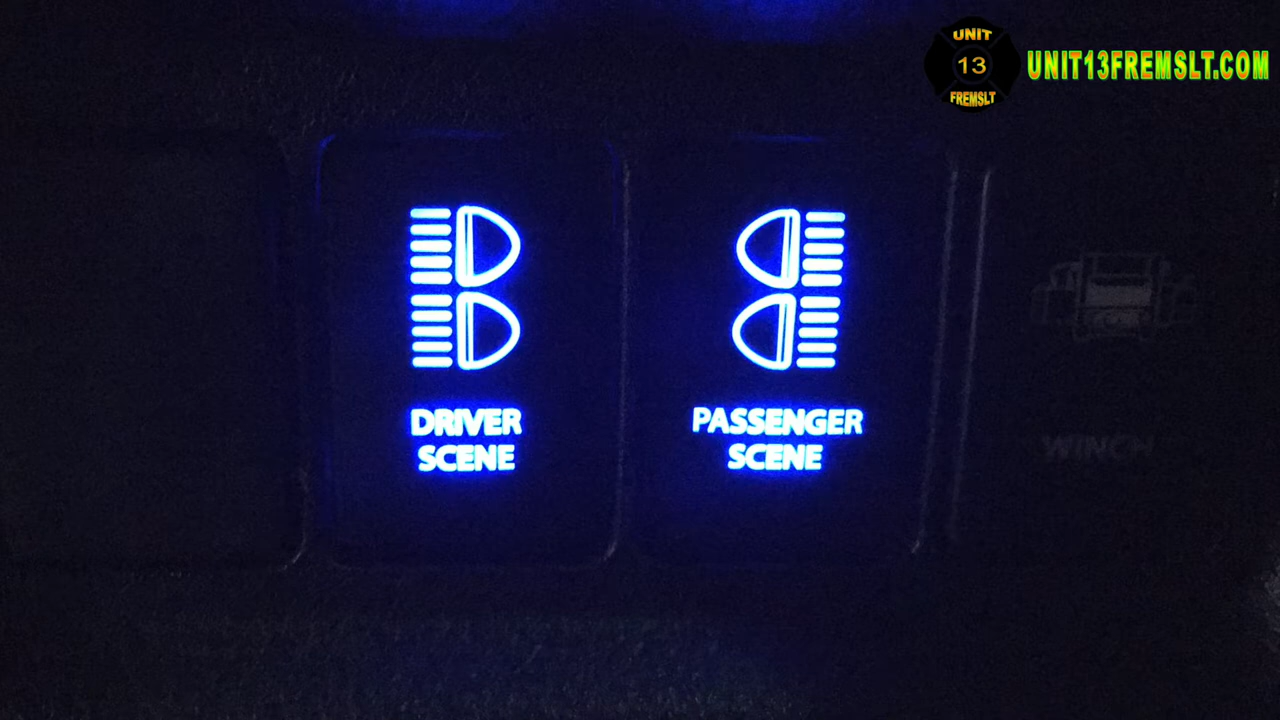 UNIT
13
FREMSLT
UNIT13FREMSLT.COM
DRIVER
SCENE
PASSENGER
SCENE
WINCH